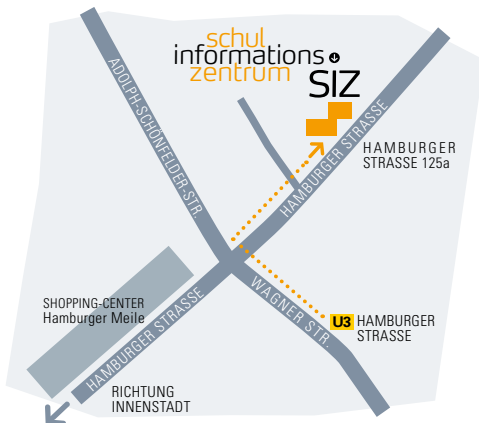 schul
informations
zentrum
SIZ
ADOLPH-SCHÖNFELDER-STR.
HAMBURGER STRASSE
HAMBURGER
STRASSE 125a
SHOPPING-CENTER
Hamburger Meile
HAMBURGER STRASSE
WAGNER STR.
U3 HAMBURGER
STRASSE
RICHTUNG
INNENSTADT